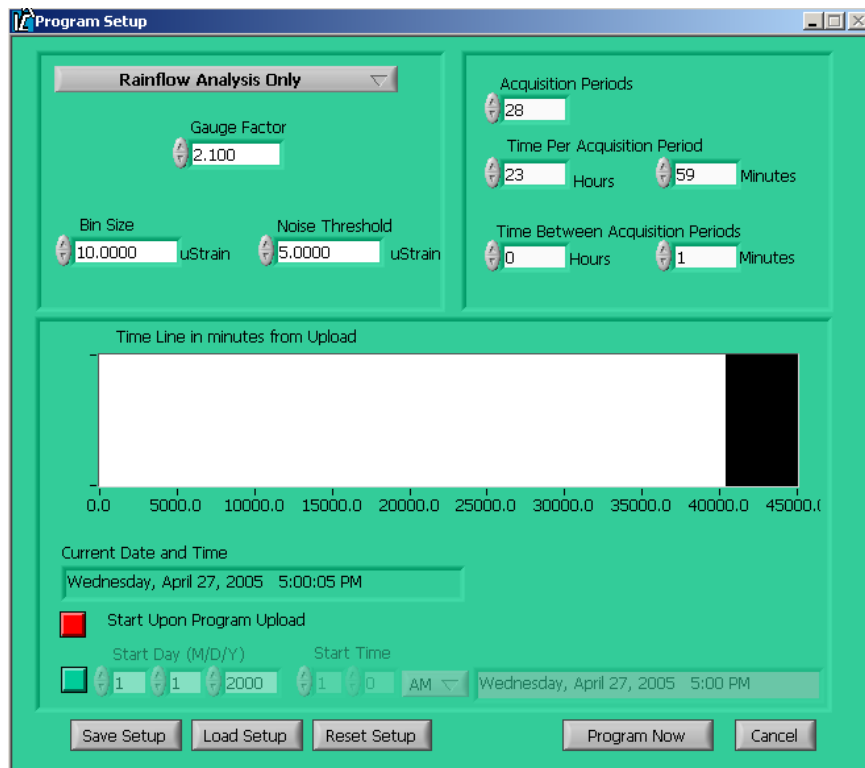 Program Setup
Rainflow Analysis Only
Gauge Factor
2.100
Bin Size
Noise Threshold
10.0000 uStrain
5.0000 uStrain
Acquisition Periods
28
Time Per Acquisition Period
23 Hours 59 Minutes
Time Between Acquisition Periods
0 Hours 1 Minutes
Time Line in minutes from Upload
0.0 5000.0 10000.0 15000.0 20000.0 25000.0 30000.0 35000.0 40000.0 45000.(
Current Date and Time
Wednesday, April 27, 2005 5:00:05 PM
Start Upon Program Upload
Start Day (M/D/Y) Start Time
1 1 2000 1 0 AM Wednesday, April 27, 2005 5:00 PM
Save Setup Load Setup Reset Setup Program Now Cancel